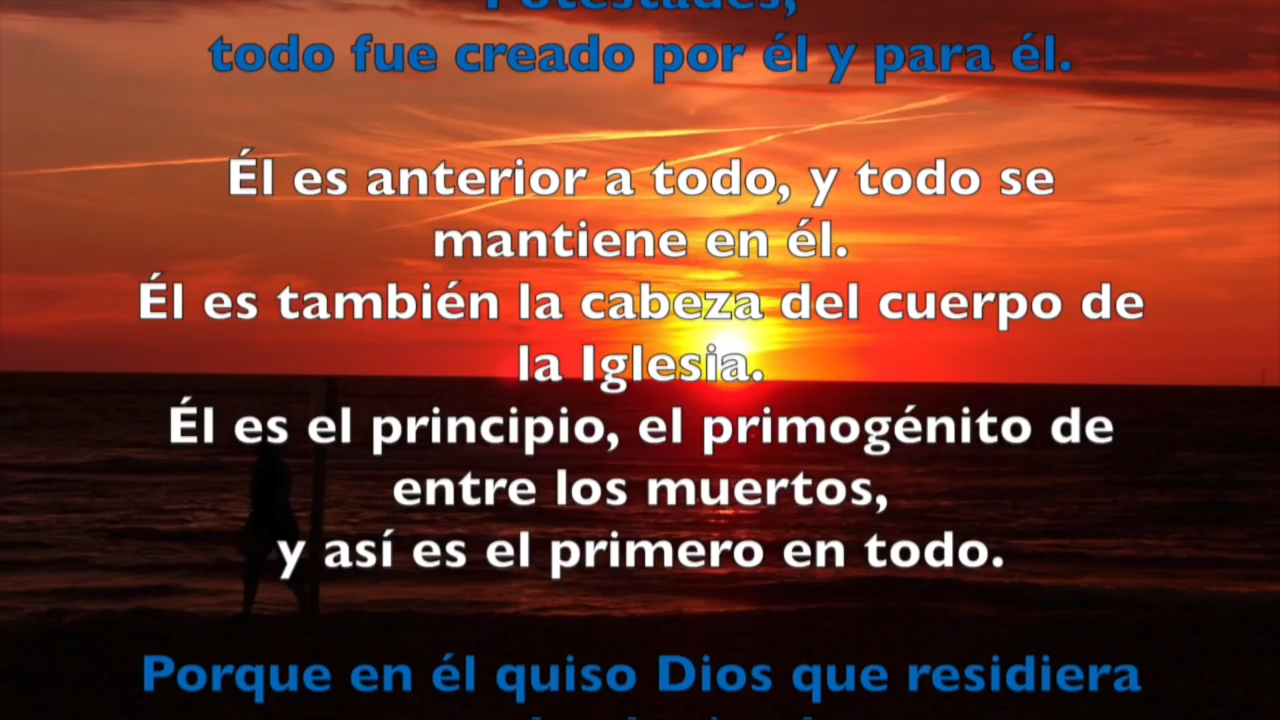 Potestades,
todo fue creado por él y para él.
Él es anterior a todo, y todo se
mantiene en él.
Él es también la cabeza del cuerpo de
la Iglesia.
Él es el principio, el primogénito de
entre los muertos,
y así es el primero en todo.
Porque en él quiso Dios que residiera